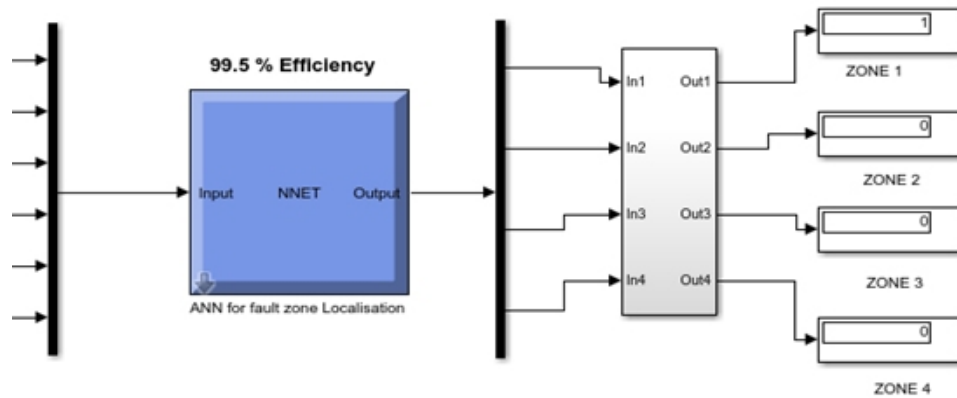 99.5 % Efficiency
Input NNET Output
ANN for fault zone Localisation
In1 Out1
In2 Out2
In3 Out3
In4 Out4
1
ZONE 1
0
ZONE 2
0
ZONE 3
0
ZONE 4